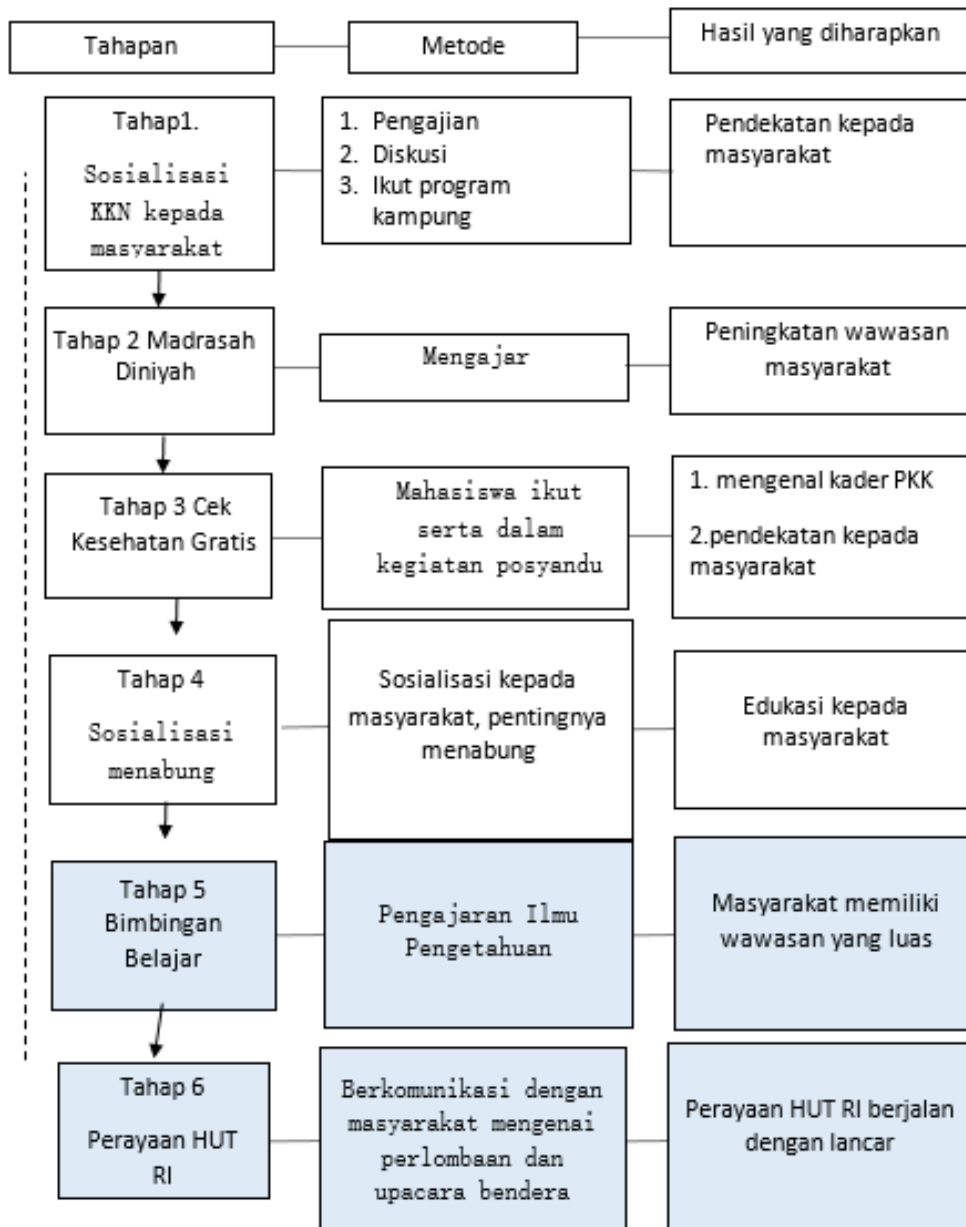 Tahapan
Metode
Hasil yang diharapkan
Tahap1.
Sosialisasi
KKN kepada
masyarakat
1. Pengajian
2. Diskusi
3. Ikut program
kampung
Pendekatan kepada
masyarakat
Tahap 2 Madrasah
Diniyah
Mengajar
Peningkatan wawasan
masyarakat
Tahap 3 Cek
Kesehatan Gratis
Mahasiswa ikut
serta dalam
kegiatan posyandu
1. mengenal kader PKK
2.pendekatan kepada
masyarakat
Tahap 4
Sosialisasi
menabung
Sosialisasi kepada
masyarakat, pentingnya
menabung
Edukasi kepada
masyarakat
Tahap 5
Bimbingan
Belajar
Pengajaran Ilmu
Pengetahuan
Masyarakat memiliki
wawasan yang luas
Tahap 6
Perayaan HUT
RI
Berkomunikasi dengan
masyarakat mengenai
perlombaan dan
upacara bendera
Perayaan HUT RI berjalan
dengan lancar